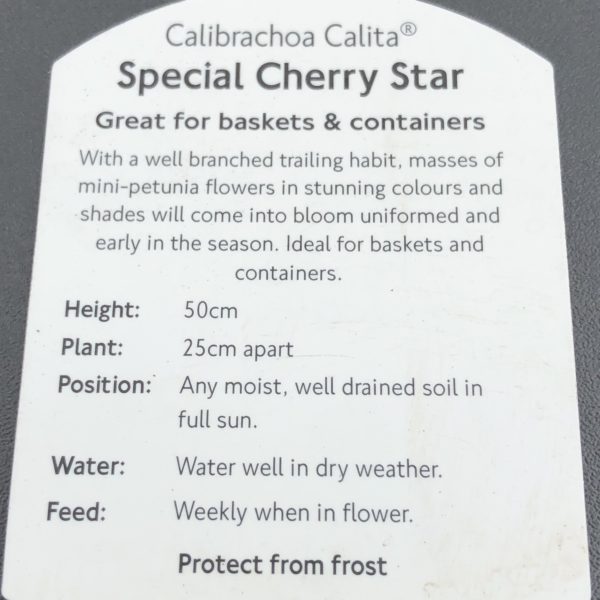 Calibrachoa Calita®
Special Cherry Star
Great for baskets & containers
With a well branched trailing habit, masses of
mini-petunia flowers in stunning colours and
shades will come into bloom uniformed and
early in the season. Ideal for baskets and
containers.
Height: 50cm
Plant: 25cm apart
Position: Any moist, well drained soil in
full sun.
Water: Water well in dry weather.
Feed: Weekly when in flower.
Protect from frost